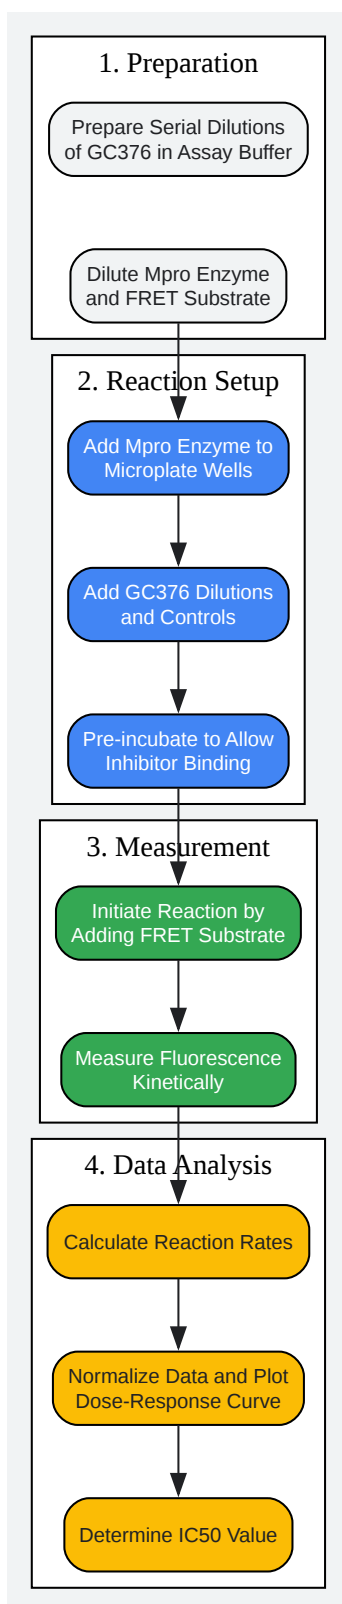 1. Preparation
Prepare Serial Dilutions
of GC376 in Assay Buffer
Dilute Mpro Enzyme
and FRET Substrate
2. Reaction Setup
Add Mpro Enzyme to
Microplate Wells
Add GC376 Dilutions
and Controls
Pre-incubate to Allow
Inhibitor Binding
3. Measurement
Initiate Reaction by
Adding FRET Substrate
Measure Fluorescence
Kinetically
4. Data Analysis
Calculate Reaction Rates
Normalize Data and Plot
Dose-Response Curve
Determine IC50 Value